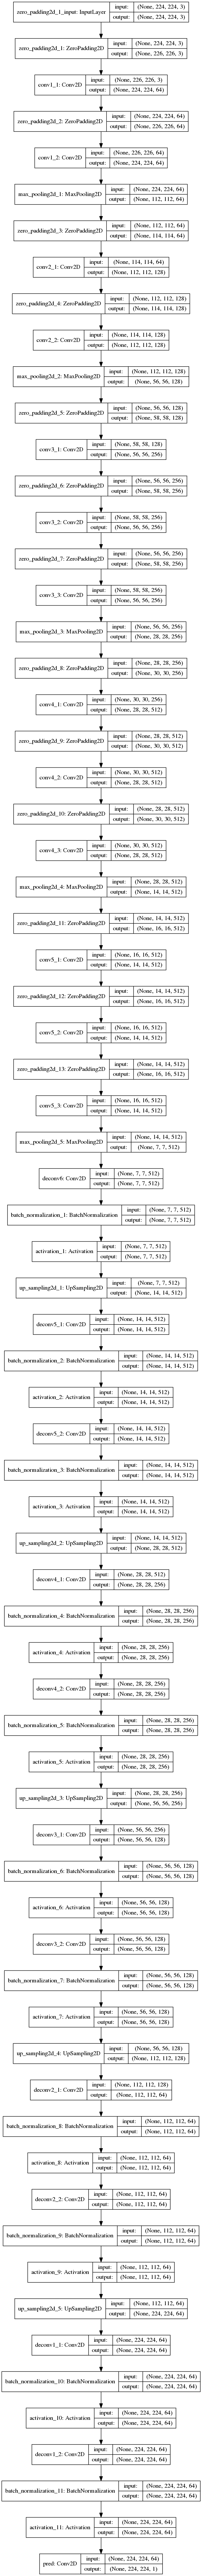 zero_padding2d_1_input: InputLayer
input: (None, 224, 224, 3)
output: (None, 224, 224, 3)
zero_padding2d_1: ZeroPadding2D
input: (None, 224, 224, 3)
output: (None, 226, 226, 3)
conv1_1: Conv2D
input: (None, 226, 226, 3)
output: (None, 224, 224, 64)
zero_padding2d_2: ZeroPadding2D
input: (None, 224, 224, 64)
output: (None, 226, 226, 64)
conv1_2: Conv2D
input: (None, 226, 226, 64)
output: (None, 224, 224, 64)
max_pooling2d_1: MaxPooling2D
input: (None, 224, 224, 64)
output: (None, 112, 112, 64)
zero_padding2d_3: ZeroPadding2D
input: (None, 112, 112, 64)
output: (None, 114, 114, 64)
conv2_1: Conv2D
input: (None, 114, 114, 64)
output: (None, 112, 112, 128)
zero_padding2d_4: ZeroPadding2D
input: (None, 112, 112, 128)
output: (None, 114, 114, 128)
conv2_2: Conv2D
input: (None, 114, 114, 128)
output: (None, 112, 112, 128)
max_pooling2d_2: MaxPooling2D
input: (None, 112, 112, 128)
output: (None, 56, 56, 128)
zero_padding2d_5: ZeroPadding2D
input: (None, 56, 56, 128)
output: (None, 58, 58, 128)
conv3_1: Conv2D
input: (None, 58, 58, 128)
output: (None, 56, 56, 256)
zero_padding2d_6: ZeroPadding2D
input: (None, 56, 56, 256)
output: (None, 58, 58, 256)
conv3_2: Conv2D
input: (None, 58, 58, 256)
output: (None, 56, 56, 256)
zero_padding2d_7: ZeroPadding2D
input: (None, 56, 56, 256)
output: (None, 58, 58, 256)
conv3_3: Conv2D
input: (None, 58, 58, 256)
output: (None, 56, 56, 256)
max_pooling2d_3: MaxPooling2D
input: (None, 56, 56, 256)
output: (None, 28, 28, 256)
zero_padding2d_8: ZeroPadding2D
input: (None, 28, 28, 256)
output: (None, 30, 30, 256)
conv4_1: Conv2D
input: (None, 30, 30, 256)
output: (None, 28, 28, 512)
zero_padding2d_9: ZeroPadding2D
input: (None, 28, 28, 512)
output: (None, 30, 30, 512)
conv4_2: Conv2D
input: (None, 30, 30, 512)
output: (None, 28, 28, 512)
zero_padding2d_10: ZeroPadding2D
input: (None, 28, 28, 512)
output: (None, 30, 30, 512)
conv4_3: Conv2D
input: (None, 30, 30, 512)
output: (None, 28, 28, 512)
max_pooling2d_4: MaxPooling2D
input: (None, 28, 28, 512)
output: (None, 14, 14, 512)
zero_padding2d_11: ZeroPadding2D
input: (None, 14, 14, 512)
output: (None, 16, 16, 512)
conv5_1: Conv2D
input: (None, 16, 16, 512)
output: (None, 14, 14, 512)
zero_padding2d_12: ZeroPadding2D
input: (None, 14, 14, 512)
output: (None, 16, 16, 512)
conv5_2: Conv2D
input: (None, 16, 16, 512)
output: (None, 14, 14, 512)
zero_padding2d_13: ZeroPadding2D
input: (None, 14, 14, 512)
output: (None, 16, 16, 512)
conv5_3: Conv2D
input: (None, 16, 16, 512)
output: (None, 14, 14, 512)
max_pooling2d_5: MaxPooling2D
input: (None, 14, 14, 512)
output: (None, 7, 7, 512)
deconv6: Conv2D
input: (None, 7, 7, 512)
output: (None, 7, 7, 512)
batch_normalization_1: BatchNormalization
input: (None, 7, 7, 512)
output: (None, 7, 7, 512)
activation_1: Activation
input: (None, 7, 7, 512)
output: (None, 7, 7, 512)
up_sampling2d_1: UpSampling2D
input: (None, 7, 7, 512)
output: (None, 14, 14, 512)
deconv5_1: Conv2D
input: (None, 14, 14, 512)
output: (None, 14, 14, 512)
batch_normalization_2: BatchNormalization
input: (None, 14, 14, 512)
output: (None, 14, 14, 512)
activation_2: Activation
input: (None, 14, 14, 512)
output: (None, 14, 14, 512)
deconv5_2: Conv2D
input: (None, 14, 14, 512)
output: (None, 14, 14, 512)
batch_normalization_3: BatchNormalization
input: (None, 14, 14, 512)
output: (None, 14, 14, 512)
activation_3: Activation
input: (None, 14, 14, 512)
output: (None, 14, 14, 512)
up_sampling2d_2: UpSampling2D
input: (None, 14, 14, 512)
output: (None, 28, 28, 512)
deconv4_1: Conv2D
input: (None, 28, 28, 512)
output: (None, 28, 28, 256)
batch_normalization_4: BatchNormalization
input: (None, 28, 28, 256)
output: (None, 28, 28, 256)
activation_4: Activation
input: (None, 28, 28, 256)
output: (None, 28, 28, 256)
deconv4_2: Conv2D
input: (None, 28, 28, 256)
output: (None, 28, 28, 256)
batch_normalization_5: BatchNormalization
input: (None, 28, 28, 256)
output: (None, 28, 28, 256)
activation_5: Activation
input: (None, 28, 28, 256)
output: (None, 28, 28, 256)
up_sampling2d_3: UpSampling2D
input: (None, 28, 28, 256)
output: (None, 56, 56, 256)
deconv3_1: Conv2D
input: (None, 56, 56, 256)
output: (None, 56, 56, 128)
batch_normalization_6: BatchNormalization
input: (None, 56, 56, 128)
output: (None, 56, 56, 128)
activation_6: Activation
input: (None, 56, 56, 128)
output: (None, 56, 56, 128)
deconv3_2: Conv2D
input: (None, 56, 56, 128)
output: (None, 56, 56, 128)
batch_normalization_7: BatchNormalization
input: (None, 56, 56, 128)
output: (None, 56, 56, 128)
activation_7: Activation
input: (None, 56, 56, 128)
output: (None, 56, 56, 128)
up_sampling2d_4: UpSampling2D
input: (None, 56, 56, 128)
output: (None, 112, 112, 128)
deconv2_1: Conv2D
input: (None, 112, 112, 128)
output: (None, 112, 112, 64)
batch_normalization_8: BatchNormalization
input: (None, 112, 112, 64)
output: (None, 112, 112, 64)
activation_8: Activation
input: (None, 112, 112, 64)
output: (None, 112, 112, 64)
deconv2_2: Conv2D
input: (None, 112, 112, 64)
output: (None, 112, 112, 64)
batch_normalization_9: BatchNormalization
input: (None, 112, 112, 64)
output: (None, 112, 112, 64)
activation_9: Activation
input: (None, 112, 112, 64)
output: (None, 112, 112, 64)
up_sampling2d_5: UpSampling2D
input: (None, 112, 112, 64)
output: (None, 224, 224, 64)
deconv1_1: Conv2D
input: (None, 224, 224, 64)
output: (None, 224, 224, 64)
batch_normalization_10: BatchNormalization
input: (None, 224, 224, 64)
output: (None, 224, 224, 64)
activation_10: Activation
input: (None, 224, 224, 64)
output: (None, 224, 224, 64)
deconv1_2: Conv2D
input: (None, 224, 224, 64)
output: (None, 224, 224, 64)
batch_normalization_11: BatchNormalization
input: (None, 224, 224, 64)
output: (None, 224, 224, 64)
activation_11: Activation
input: (None, 224, 224, 64)
output: (None, 224, 224, 64)
pred: Conv2D
input: (None, 224, 224, 64)
output: (None, 224, 224, 1)